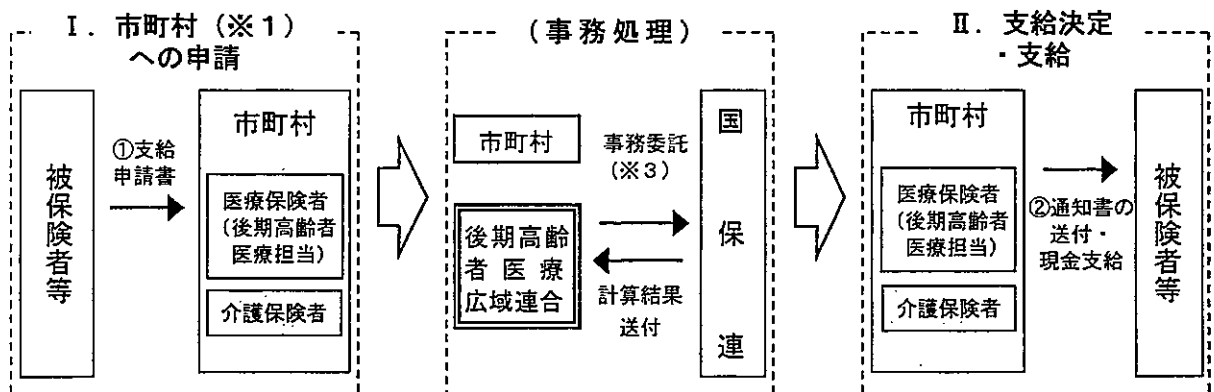 Ⅰ．市町村（※１）
への申請
被保険者等
①支給
申請書
市町村
医療保険者
（後期高齢者
医療担当）
介護保険者
（事務処理）
市町村
後期高齢
者医療
広域連合
事務委託
（※３）
計算結果
送付
国保連
Ⅱ．支給決定
・支給
市町村
医療保険者
（後期高齢者
医療担当）
介護保険者
②通知書の
送付・
現金支給
被保険者等